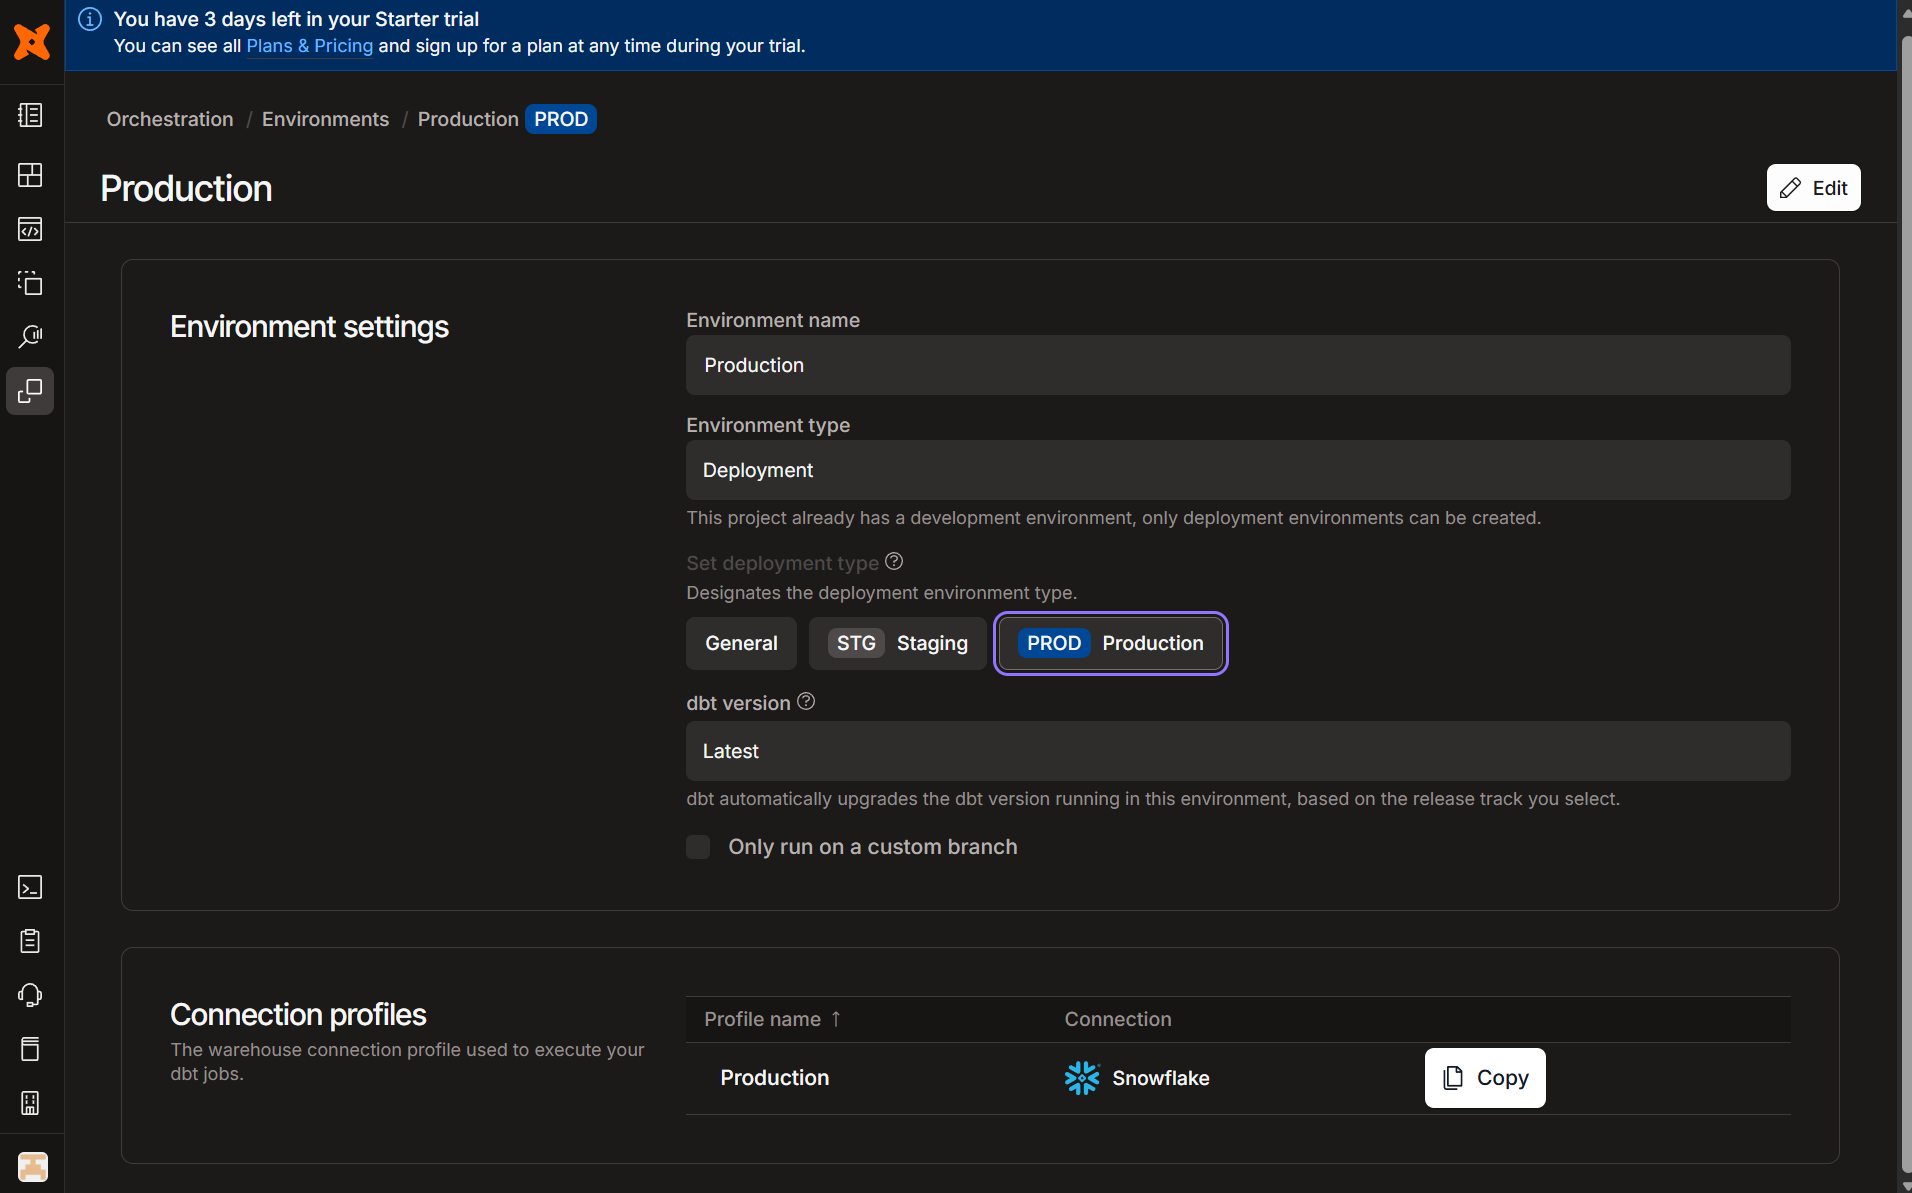 You have 3 days left in your Starter trial
You can see all Plans & Pricing and sign up for a plan at any time during your trial.
Orchestration / Environments / Production PROD
Production
Edit
Environment settings
Environment name
Production
Environment type
Deployment
This project already has a development environment, only deployment environments can be created.
Set deployment type
Designates the deployment environment type.
General
STG Staging
PROD Production
dbt version
Latest
dbt automatically upgrades the dbt version running in this environment, based on the release track you select.
Only run on a custom branch
Connection profiles
The warehouse connection profile used to execute your
dbt jobs.
Profile name ↑
Connection
Production
Snowflake
Copy